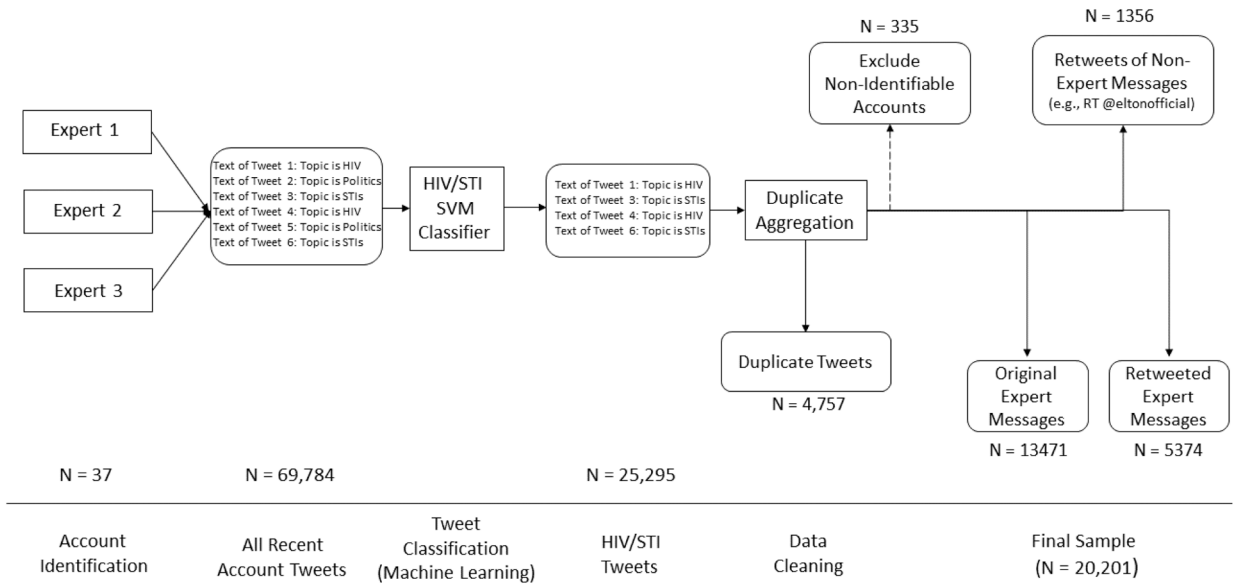 N = 335
N = 1356
Exclude
Non-Identifiable
Accounts
Retweets of Non-
Expert Messages
(e.g., RT @eltonofficial)
Expert 1
Expert 2
Expert 3
Text of Tweet 1: Topic is HIV
Text of Tweet 2: Topic is Politics
Text of Tweet 3: Topic is STIs
Text of Tweet 4: Topic is HIV
Text of Tweet 5: Topic is Politics
Text of Tweet 6: Topic is STIs
HIV/STI
SVM
Classifier
Text of Tweet 1: Topic is HIV
Text of Tweet 3: Topic is STIs
Text of Tweet 4: Topic is HIV
Text of Tweet 6: Topic is STIs
Duplicate
Aggregation
Duplicate Tweets
N = 4,757
Original
Expert
Messages
N = 13471
Retweeted
Expert
Messages
N = 5374
N = 37
N = 69,784
N = 25,295
Account
Identification
All Recent
Account Tweets
Tweet
Classification
(Machine Learning)
HIV/STI
Tweets
Data
Cleaning
Final Sample
(N = 20,201)